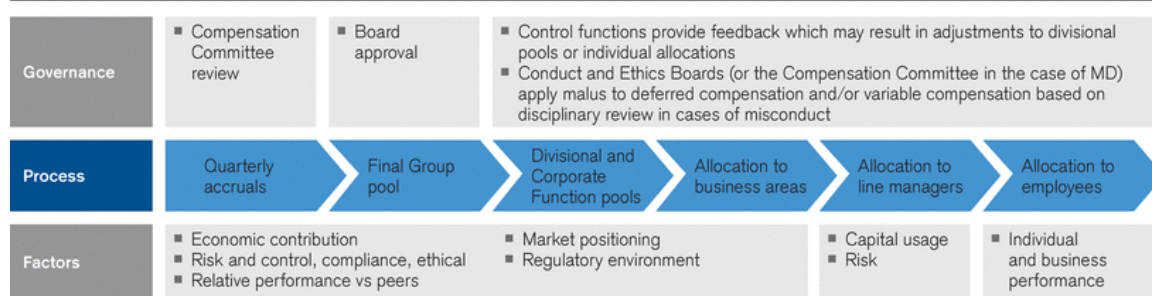 Governance
▪ Compensation
Committee
review
▪ Board
approval
▪ Control functions provide feedback which may result in adjustments to divisional
pools or individual allocations
▪ Conduct and Ethics Boards (or the Compensation Committee in the case of MD)
apply malus to deferred compensation and/or variable compensation based on
disciplinary review in cases of misconduct
Process
Quarterly
accruals
Final Group
pool
Divisional and
Corporate
Function pools
Allocation to
business areas
Allocation to
line managers
Allocation to
employees
Factors
▪ Economic contribution
▪ Risk and control, compliance, ethical
▪ Relative performance vs peers
▪ Market positioning
▪ Regulatory environment
▪ Capital usage
▪ Risk
▪ Individual
and business
performance